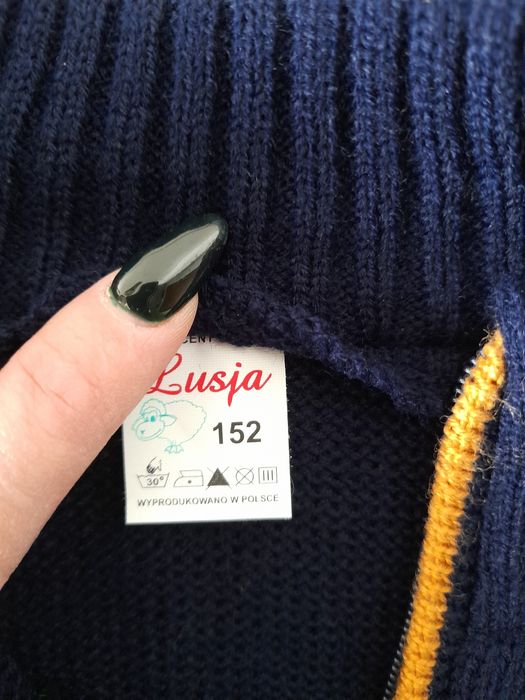 Lusja
152
30°
WYPRODUKOWANO W POLSCE